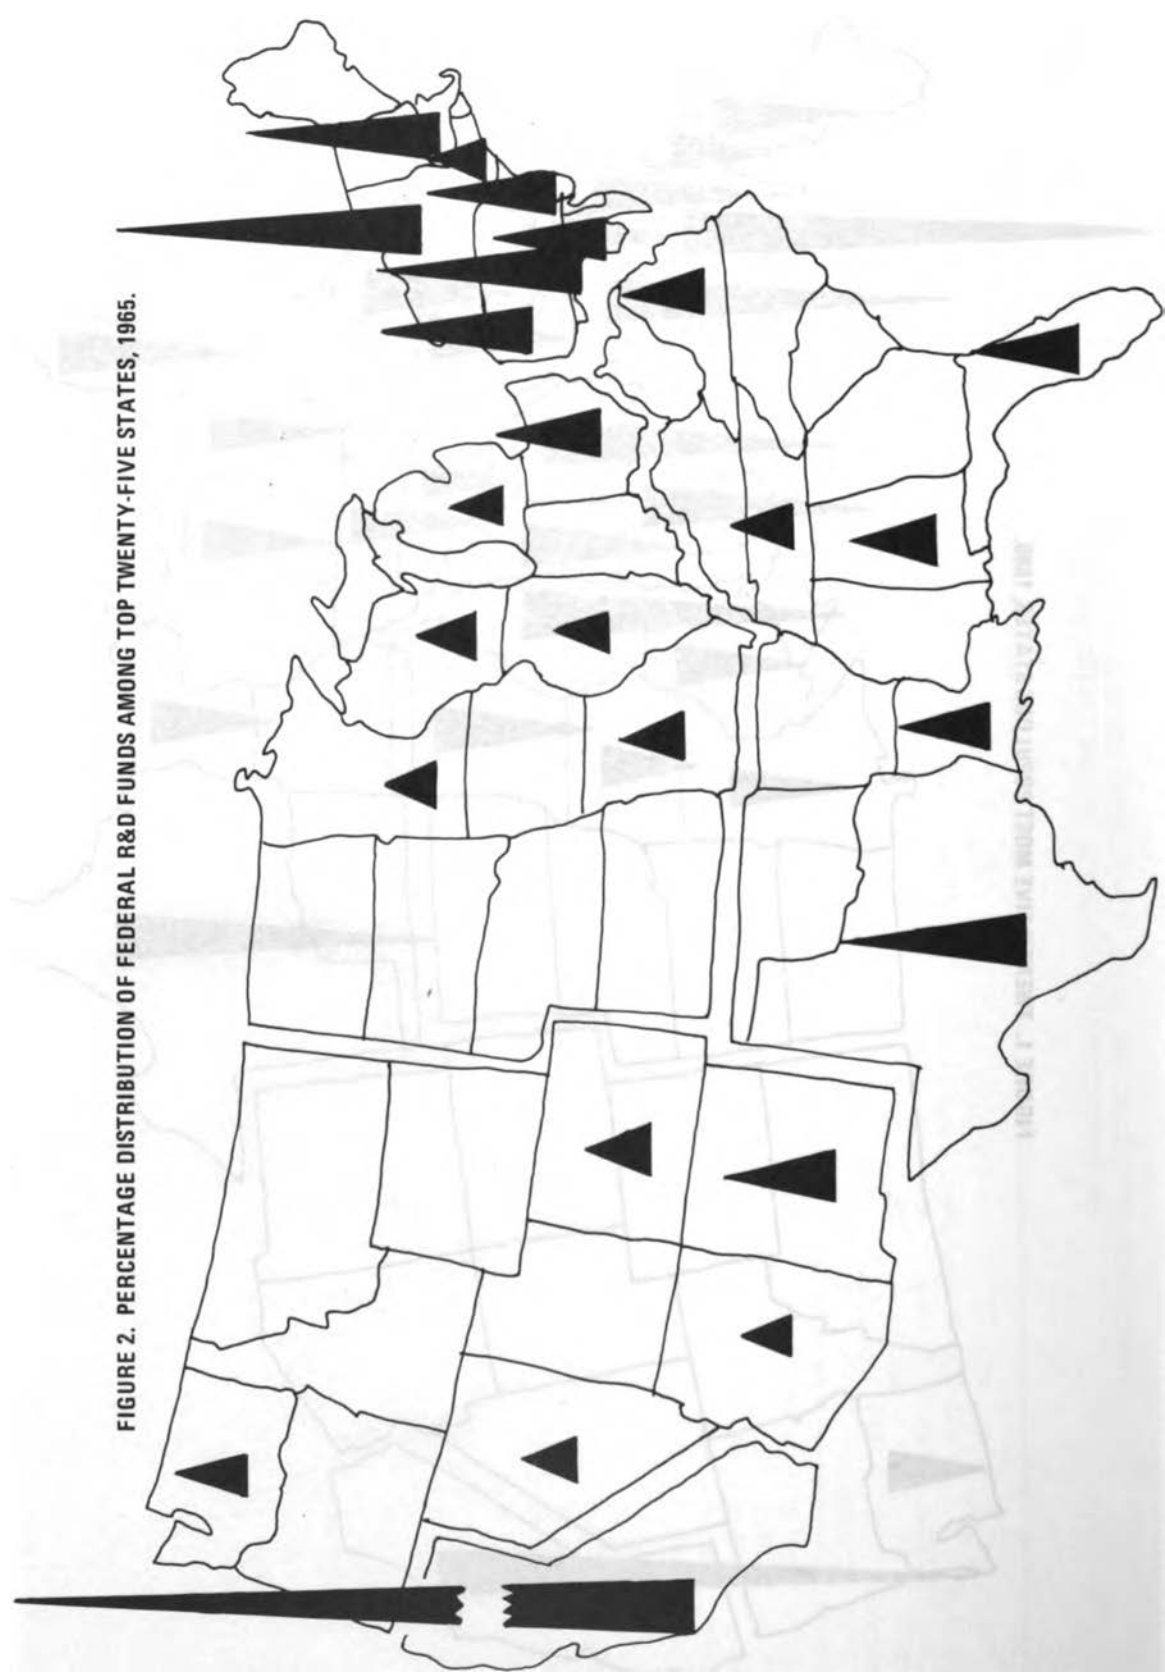 FIGURE 2. PERCENTAGE DISTRIBUTION OF FEDERAL R&D FUNDS AMONG TOP TWENTY-FIVE STATES, 1965.